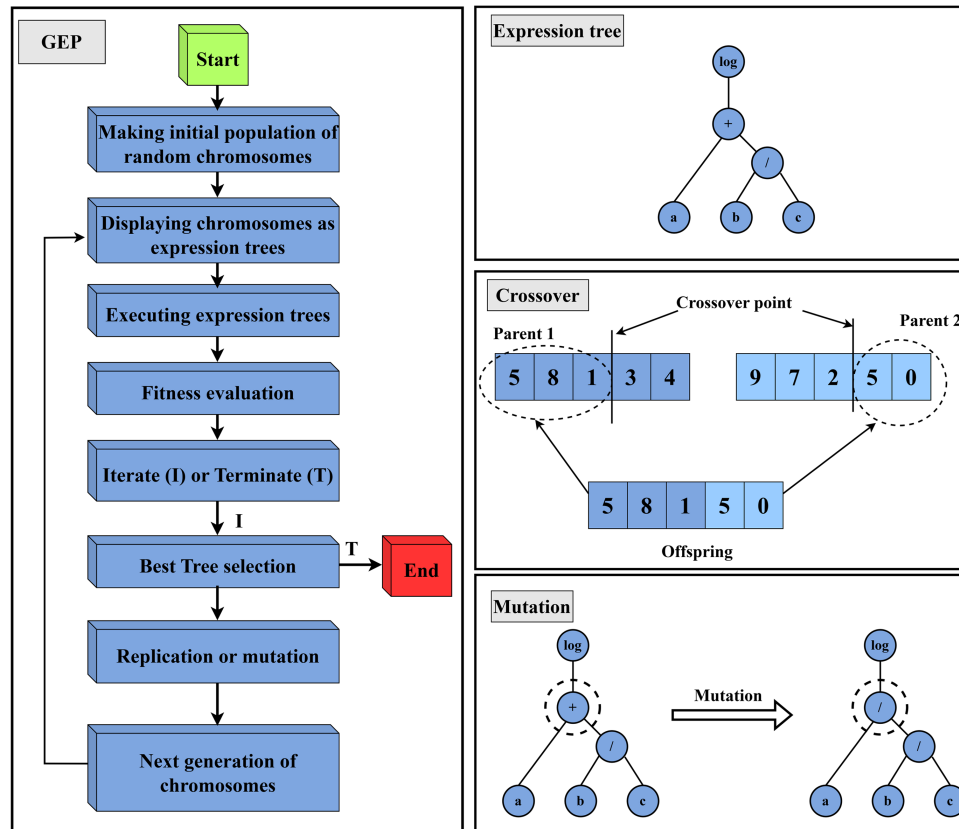 GEP
Start
Making initial population of
random chromosomes
Displaying chromosomes as
expression trees
Executing expression trees
Fitness evaluation
Iterate (I) or Terminate (T)
I
Best Tree selection
T
End
Replication or mutation
Next generation of
chromosomes
Expression tree
log
+
/
a b c
Crossover
Crossover point
Parent 1
Parent 2
5 8 1 3 4
9 7 2 5 0
5 8 1 5 0
Offspring
Mutation
log
+
/
a b c
Mutation
log
/
/
a b c